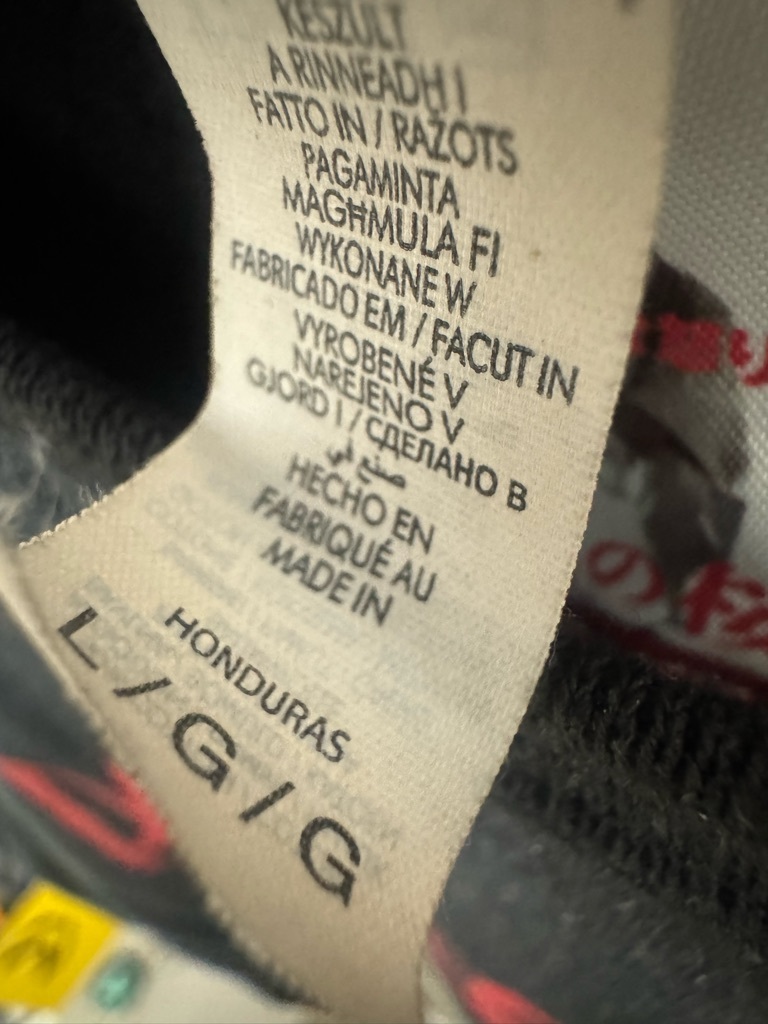 KÉSZÜLT
A RINNEADH I
FATTO IN / RAŽOTS
PAGAMINTA
MAGĦMULA FI
WYKONANE W
FABRICADO EM / FACUT IN
VYROBENÉ V
NAREJENO V
GJORD I / СДЕЛАНО В
صنع في
HECHO EN
FABRIQUÉ AU
MADE IN
HONDURAS
L / G / G